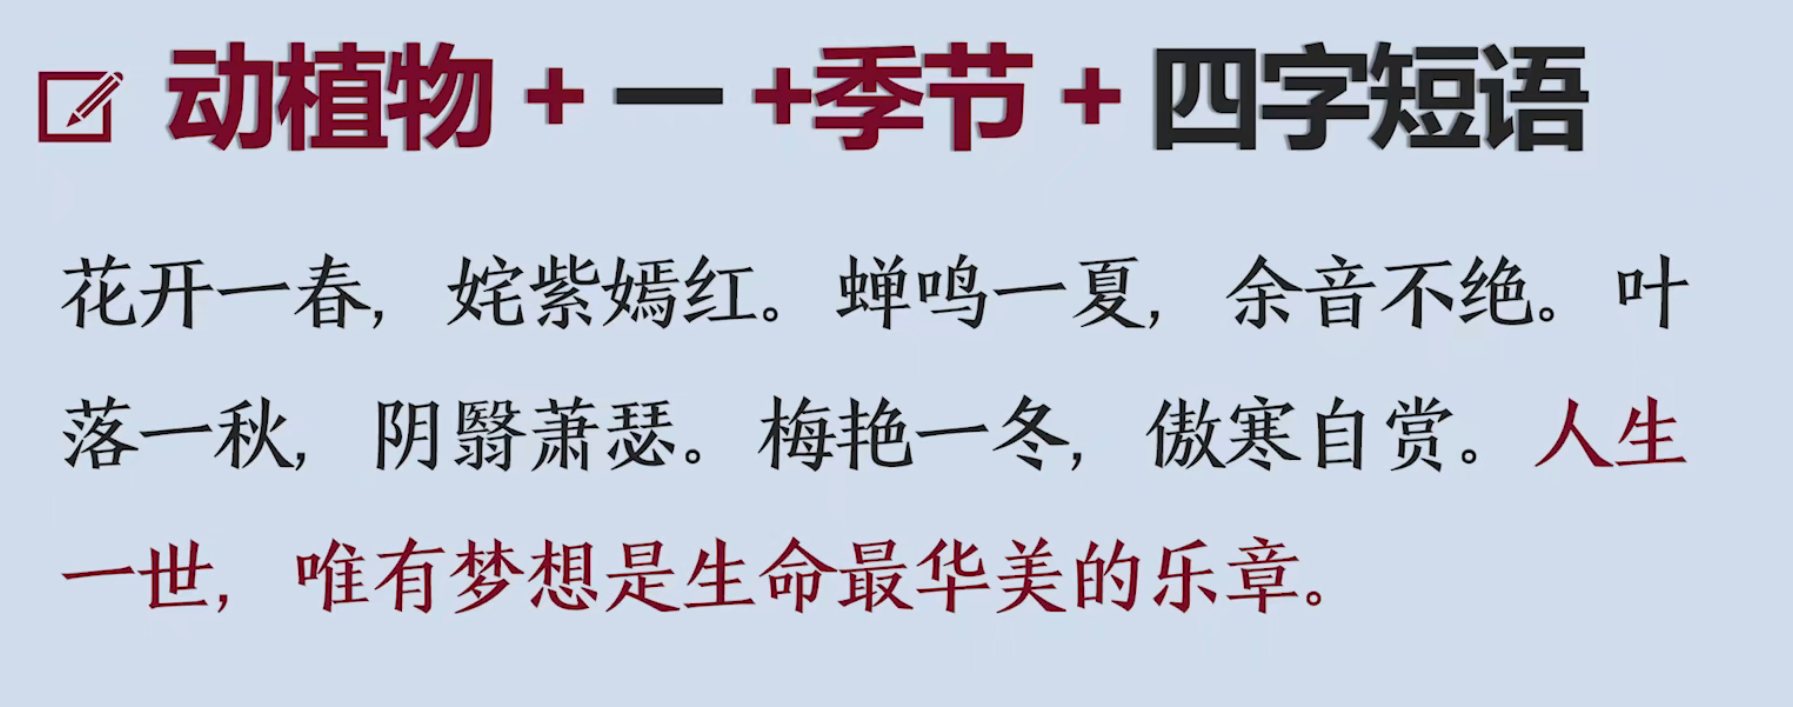 动植物+一+季节+四字短语
花开一春，姹紫嫣红。蝉鸣一夏，余音不绝。叶
落一秋，阴翳萧瑟。梅艳一冬，傲寒自赏。人生
一世，唯有梦想是生命最华美的乐章。